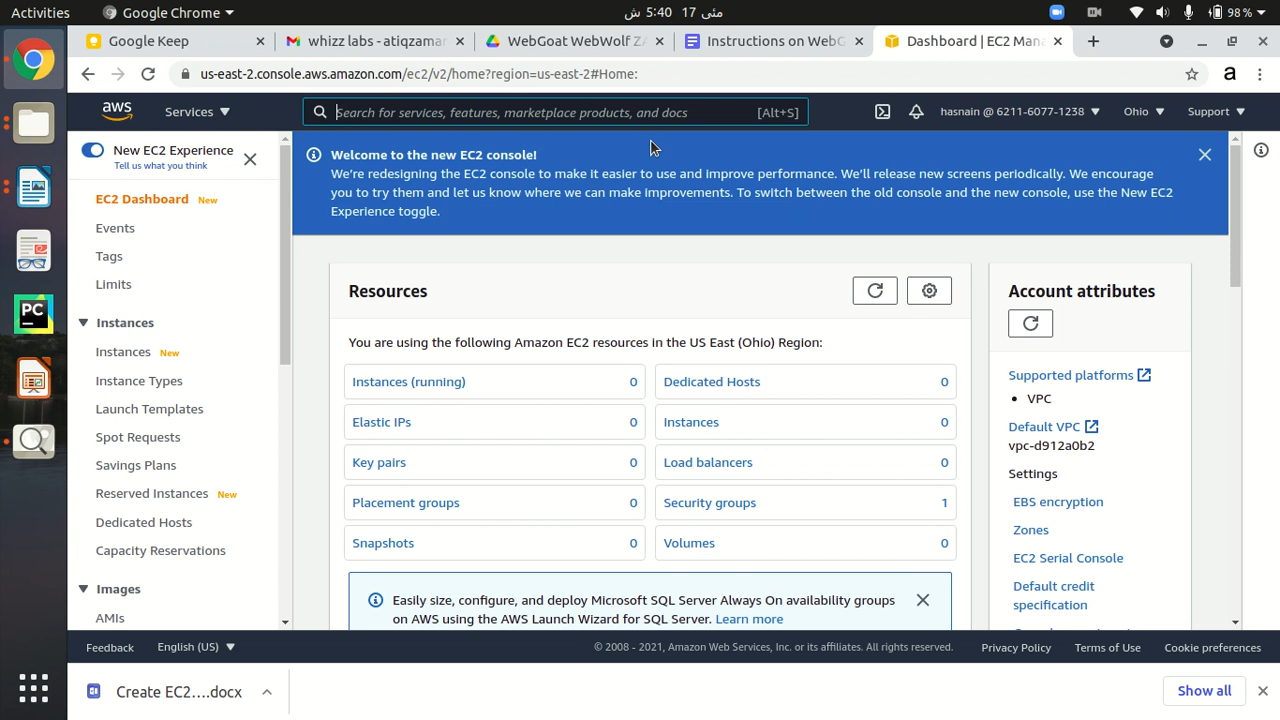 Activities
Google Chrome
مئی 17  5:40 ش
98 %
Google Keep
whizz labs - atiqzamar
WebGoat WebWolf ZA
Instructions on WebG
Dashboard | EC2 Mana
us-east-2.console.aws.amazon.com/ec2/v2/home?region=us-east-2#Home:
a
aws
Services
Search for services, features, marketplace products, and docs
[Alt+S]
hasnain @ 6211-6077-1238
Ohio
Support
New EC2 Experience
Tell us what you think
EC2 Dashboard New
Events
Tags
Limits
Instances
Instances New
Instance Types
Launch Templates
Spot Requests
Savings Plans
Reserved Instances New
Dedicated Hosts
Capacity Reservations
Images
AMIs
Welcome to the new EC2 console!
We're redesigning the EC2 console to make it easier to use and improve performance. We'll release new screens periodically. We encourage
you to try them and let us know where we can make improvements. To switch between the old console and the new console, use the New EC2
Experience toggle.
Resources
You are using the following Amazon EC2 resources in the US East (Ohio) Region:
Instances (running) 0
Dedicated Hosts 0
Elastic IPs 0
Instances 0
Key pairs 0
Load balancers 0
Placement groups 0
Security groups 1
Snapshots 0
Volumes 0
Easily size, configure, and deploy Microsoft SQL Server Always On availability groups
on AWS using the AWS Launch Wizard for SQL Server. Learn more
Account attributes
Supported platforms
VPC
Default VPC
vpc-d912a0b2
Settings
EBS encryption
Zones
EC2 Serial Console
Default credit
specification
PC
Feedback
English (US)
© 2008 - 2021, Amazon Web Services, Inc. or its affiliates. All rights reserved.
Privacy Policy
Terms of Use
Cookie preferences
Create EC2....docx
Show all